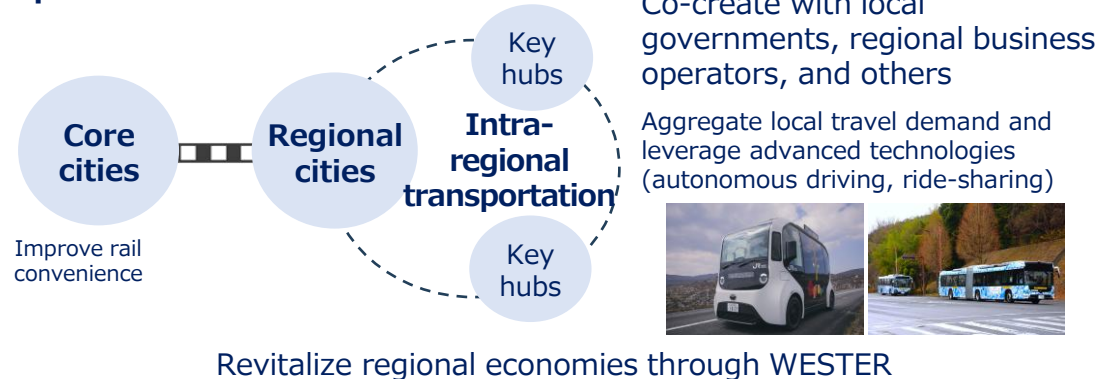 Co-create with local
governments, regional business
operators, and others
Key
hubs
Core
cities
Regional
cities
Intra-
regional
transportation
Aggregate local travel demand and
leverage advanced technologies
(autonomous driving, ride-sharing)
Improve rail
convenience
Key
hubs
Revitalize regional economies through WESTER